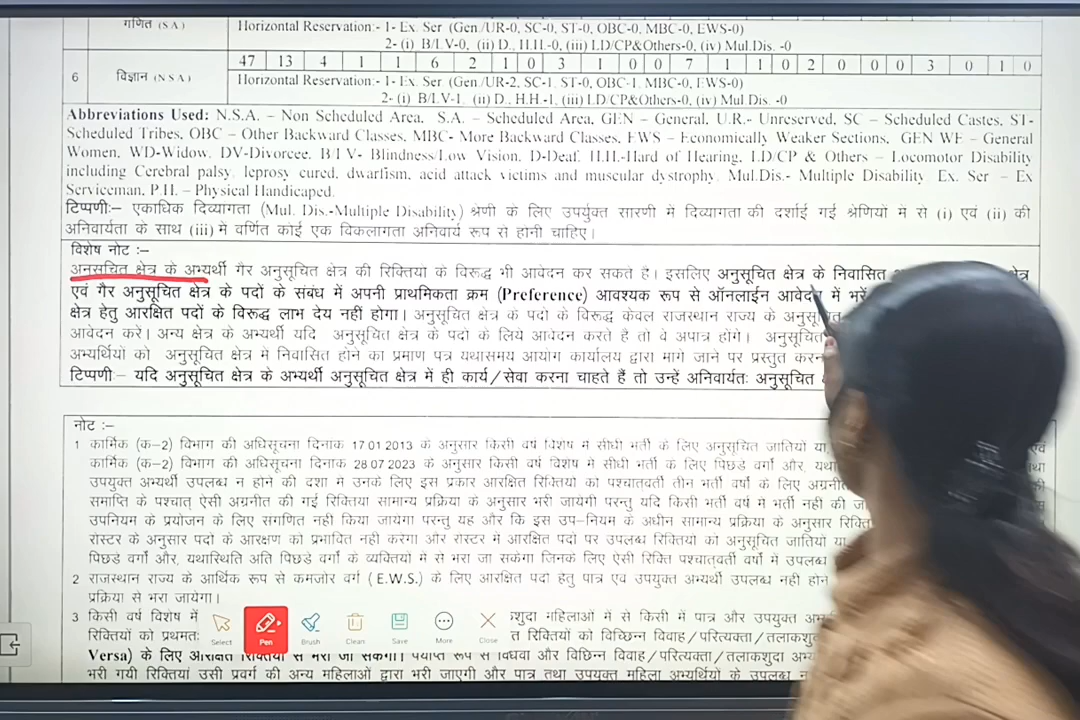 गणित (S A ) Horizontal Reservation:- 1- Ex. Ser (Gen/UR-0, SC-0, ST-0, OBC-0, MBC-0, EWS-0)
2- (i) B/LV-0, (ii) D., H.H.-0, (iii) LD/CP&Others-0, (iv) Mul.Dis. -0
6 विज्ञान (N S A ) 47 13 4 1 1 6 2 1 0 3 1 0 0 7 1 1 0 2 0 0 0 3 0 1 0
Horizontal Reservation:- 1- Ex. Ser (Gen/UR-2, SC-1, ST-0, OBC-1, MBC-0, EWS-0)
2- (i) B/LV-1, (ii) D., H.H.-1, (iii) LD/CP&Others-0, (iv) Mul Dis. -0
Abbreviations Used: N.S.A. – Non Scheduled Area, S.A. – Scheduled Area, GEN – General, U.R.- Unreserved, SC – Scheduled Castes, ST-
Scheduled Tribes, OBC – Other Backward Classes, MBC- More Backward Classes, EWS – Economically Weaker Sections, GEN WE – General
Women, WD-Widow, DV-Divorcee, B/LV- Blindness/Low Vision, D-Deaf, H.H.-Hard of Hearing, LD/CP & Others – Locomotor Disability
including Cerebral palsy, leprosy cured, dwarfism, acid attack victims and muscular dystrophy, Mul.Dis.- Multiple Disability, Ex. Ser – Ex
Serviceman, P.H. – Physical Handicaped.
टिप्पणी:– एकाधिक दिव्यागता (Mul. Dis.-Multiple Disability) श्रेणी के लिए उपर्युक्त सारणी में दिव्यागता की दर्शाई गई श्रेणियों में से (i) एवं (ii) की
अनिवार्यता के साथ (iii) में वर्णित कोई एक विकलागता अनिवार्य रूप से होनी चाहिए।
विशेष नोट :–
अनुसूचित क्षेत्र के अभ्यर्थी गैर अनुसूचित क्षेत्र की रिक्तियों के विरूद्ध भी आवेदन कर सकते है। इसलिए अनुसूचित क्षेत्र के निवासित
एवं गैर अनुसूचित क्षेत्र के पदों के संबंध में अपनी प्राथमिकता क्रम (Preference) आवश्यक रूप से ऑनलाईन आवेदन में भरें
क्षेत्र हेतु आरक्षित पदों के विरूद्ध लाभ देय नहीं होगा। अनुसूचित क्षेत्र के पदो के विरूद्ध केवल राजस्थान राज्य के अनुसूचित
आवेदन करे। अन्य क्षेत्र के अभ्यर्थी यदि अनुसूचित क्षेत्र के पदो के लिये आवेदन करते है तो वे अपात्र होंगे। अनुसूचित
अभ्यर्थियों को अनुसूचित क्षेत्र मे निवासित होने का प्रमाण पत्र यथासमय आयोग कार्यालय द्वारा मागे जाने पर प्रस्तुत करना
टिप्पणी:– यदि अनुसूचित क्षेत्र के अभ्यर्थी अनुसूचित क्षेत्र में ही कार्य/सेवा करना चाहते हैं तो उन्हें अनिवार्यतः अनुसूचित
नोट :–
1 कार्मिक (क–2) विभाग की अधिसूचना दिनाक 17 01 2013 के अनुसार किसी वर्ष विशेष मे सीधी भर्ती के लिए अनुसूचित जातियों या
कार्मिक (क–2) विभाग की अधिसूचना दिनाक 28 07 2023 के अनुसार किसी वर्ष विशेष मे सीधी भर्ती के लिए पिछडे वर्गो और, यथा
उपयुक्त अभ्यर्थी उपलब्ध न होने की दशा मे उनके लिए इस प्रकार आरक्षित रिक्तियों को पश्चातवर्ती तीन भर्ती वर्षो के लिए अग्रनीत
समाप्ति के पश्चात् ऐसी अग्रनीत की गई रिक्तिया सामान्य प्रक्रिया के अनुसार भरी जायेगी परन्तु यदि किसी भर्ती वर्ष मे भर्ती नही की
उपनियम के प्रयोजन के लिए सगणित नही किया जायेगा परन्तु यह और कि इस उप–नियम के अधीन सामान्य प्रक्रिया के अनुसार
रोस्टर के अनुसार पदों के आरक्षण को प्रभावित नही करेगा और रोस्टर मे आरक्षित पदों पर उपलब्ध रिक्तियों को अनुसूचित जातियों या
पिछडे वर्गो और, यथास्थिति अति पिछडे वर्गो के व्यक्तियों मे से भरा जा सकेगा जिनके लिए ऐसी रिक्ति पश्चातवर्ती वर्षो मे उपलब्ध
2 राजस्थान राज्य के आर्थिक रूप से कमजोर वर्ग ( E.W.S.) के लिए आरक्षित पदो हेतु पात्र एव उपयुक्त अभ्यर्थी उपलब्ध नही होने
प्रक्रिया से भरा जायेगा।
3 किसी वर्ष विशेष में महिलाओं में से किसी में पात्र और उपयुक्त
रिक्तियों को प्रथमतः त रिक्तियों को विच्छिन्न विवाह/परित्यक्ता/तलाकशुदा
Versa) के लिए आरक्षित रिक्तियों से भरी जा सकेगी। पर्याप्त रूप से विधवा और विछिन्न विवाह/परित्यक्ता/तलाकशुदा
भरी गयी रिक्तियां उसी प्रवर्ग की अन्य महिलाओं द्वारा भरी जाएगी और पात्र तथा उपयुक्त महिला अभ्यर्थियों के उपलब्ध
Select Pen Brush Clean Save More Close